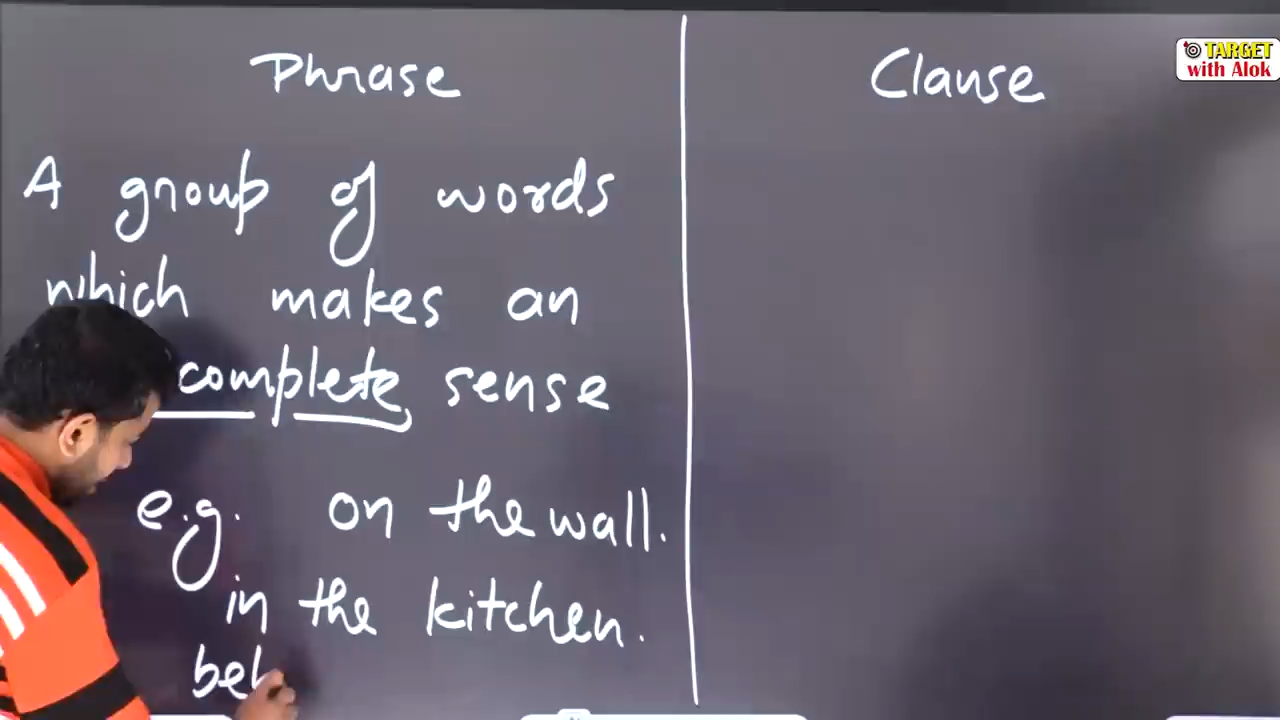 Phrase
Clause
TARGET
with Alok
A group of words
which makes an
complete sense
e.g. on the wall.
in the kitchen.